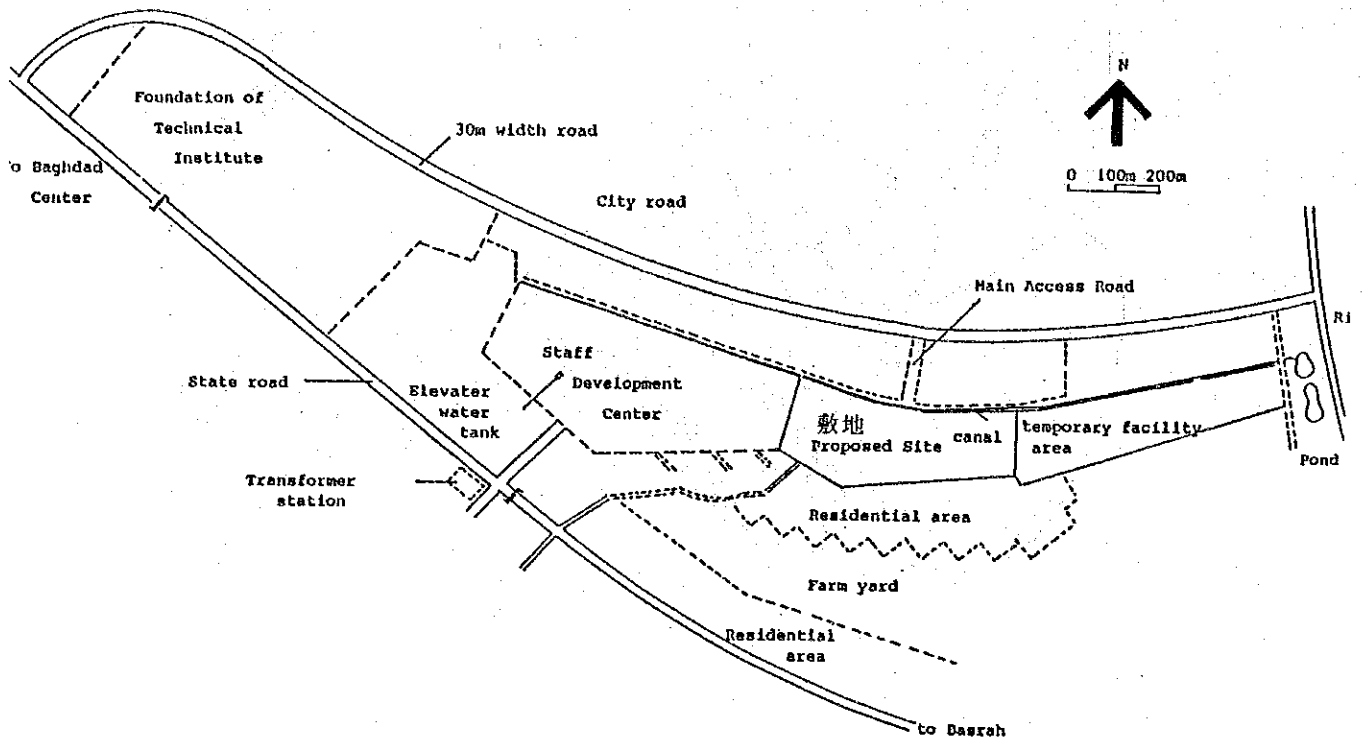 Foundation of
Technical
Institute
30m width road
N
0 100m 200m
o Baghdad
Center
City road
Main Access Road
Ri
State road
Staff
Development
Center
Elevater
water
tank
敷地
Proposed Site
canal
temporary facility
area
Pond
Transformer
station
Residential area
Farm yard
Residential
area
to Basrah